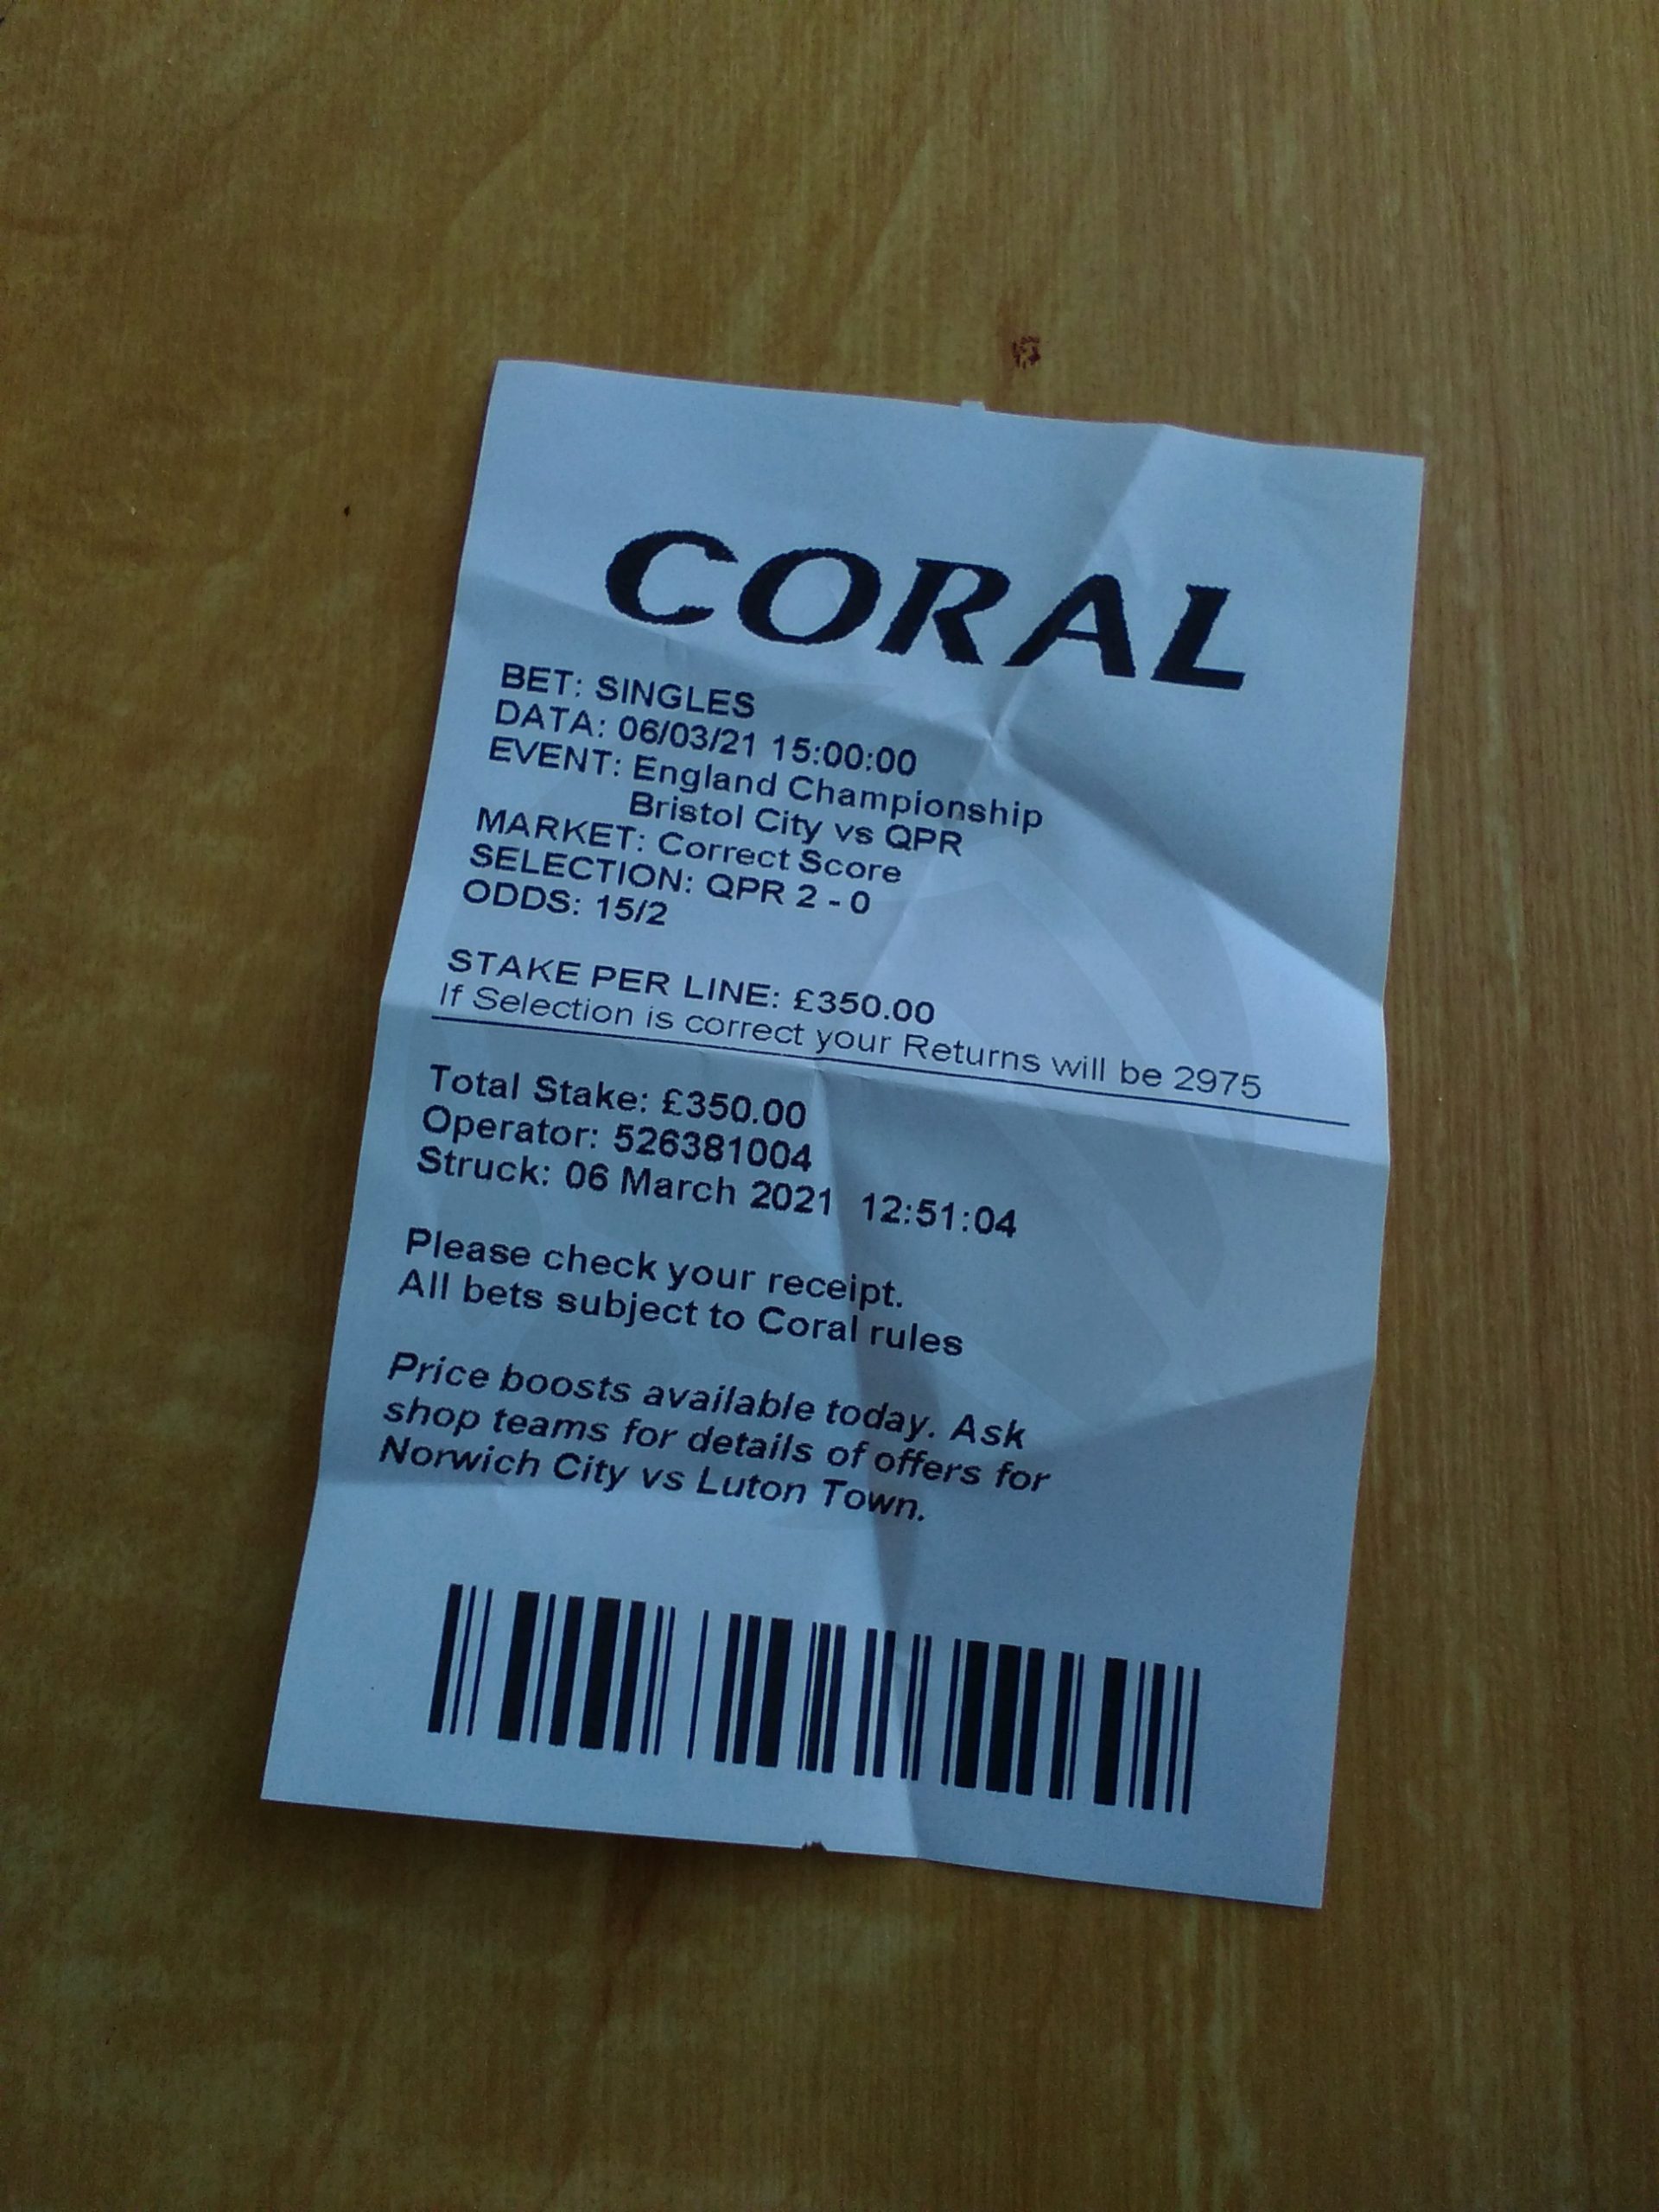 CORAL
BET: SINGLES
DATA: 06/03/21 15:00:00
EVENT: England Championship
Bristol City vs QPR
MARKET: Correct Score
SELECTION: QPR 2 - 0
ODDS: 15/2
STAKE PER LINE: £350.00
If Selection is correct your Returns will be 2975
Total Stake: £350.00
Operator: 526381004
Struck: 06 March 2021 12:51:04
Please check your receipt.
All bets subject to Coral rules
Price boosts available today. Ask
shop teams for details of offers for
Norwich City vs Luton Town.